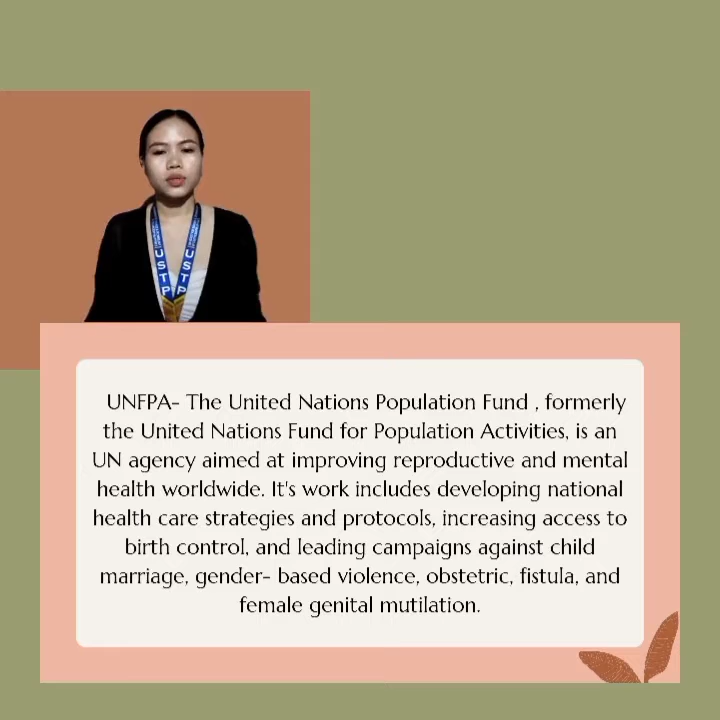 USTP USTP
UNFPA- The United Nations Population Fund , formerly
the United Nations Fund for Population Activities, is an
UN agency aimed at improving reproductive and mental
health worldwide. It's work includes developing national
health care strategies and protocols, increasing access to
birth control, and leading campaigns against child
marriage, gender- based violence, obstetric, fistula, and
female genital mutilation.